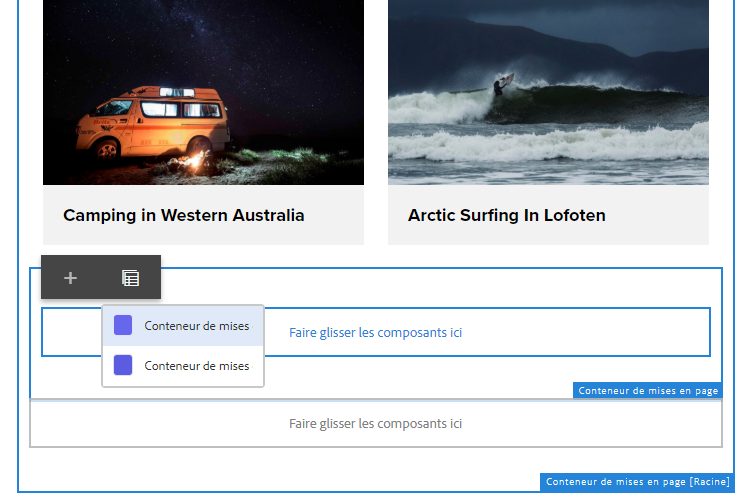 Camping in Western Australia
Arctic Surfing In Lofoten
Conteneur de mises
Faire glisser les composants ici
Conteneur de mises
Conteneur de mises en page
Faire glisser les composants ici
Conteneur de mises en page [Racine]